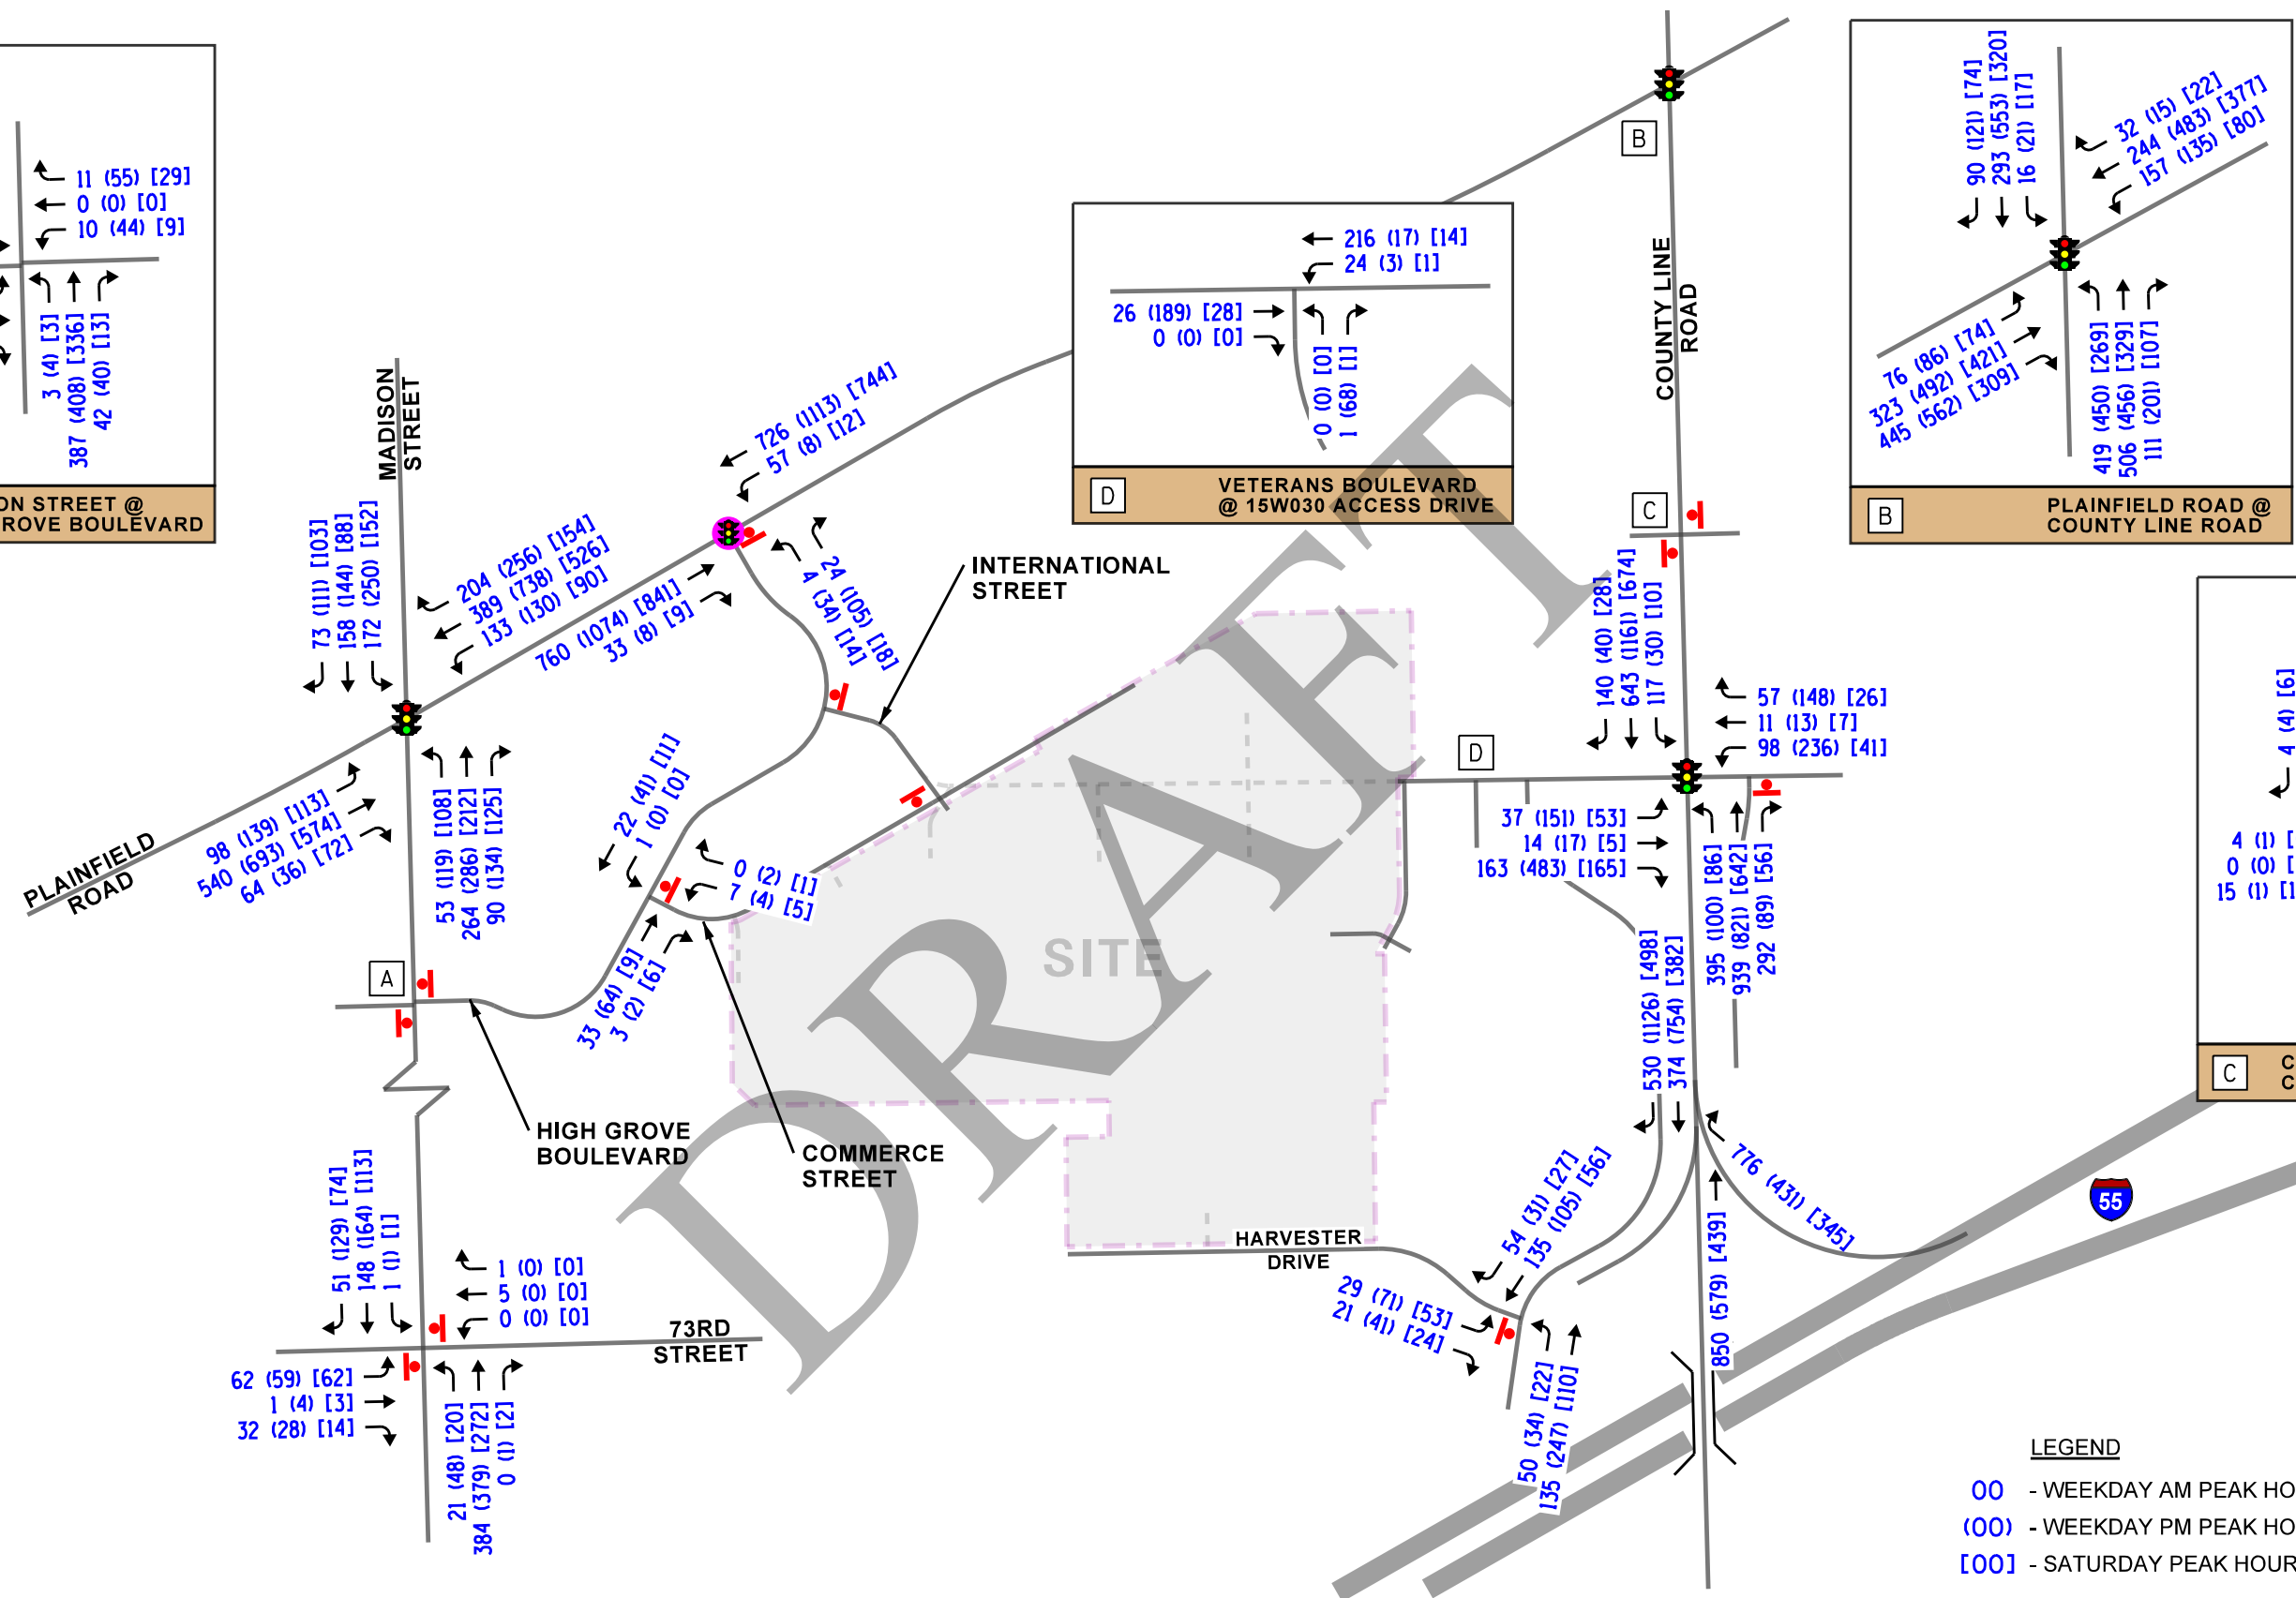 11 (55) [29]
0 (0) [0]
10 (44) [9]
3 (4) [3]
387 (408) [336]
42 (40) [13]
ON STREET @
GROVE BOULEVARD
MADISON
STREET
726 (1113) [744]
57 (8) [12]
216 (17) [14]
24 (3) [1]
26 (189) [28]
0 (0) [0]
0 (0) [0]
1 (68) [1]
D
VETERANS BOULEVARD
@ 15W030 ACCESS DRIVE
B
COUNTY LINE
ROAD
90 (121) [74]
293 (553) [320]
16 (21) [17]
32 (15) [22]
244 (483) [377]
157 (135) [80]
76 (86) [74]
323 (492) [421]
445 (562) [309]
419 (450) [269]
506 (456) [329]
111 (201) [107]
B
PLAINFIELD ROAD @
COUNTY LINE ROAD
73 (111) [103]
158 (144) [88]
172 (250) [152]
204 (256) [154]
389 (738) [526]
133 (130) [90]
760 (1074) [841]
33 (8) [9]
24 (105) [18]
4 (34) [14]
INTERNATIONAL
STREET
C
140 (40) [28]
643 (1161) [674]
117 (30) [10]
57 (148) [26]
11 (13) [7]
98 (236) [41]
D
37 (151) [53]
14 (17) [5]
163 (483) [165]
395 (100) [86]
939 (821) [642]
292 (89) [56]
4 (4) [6]
4 (1) [
0 (0) [
15 (1) [1
C
C
C
PLAINFIELD
ROAD
98 (139) [113]
540 (693) [574]
64 (36) [72]
53 (119) [108]
264 (286) [212]
90 (134) [125]
22 (41) [11]
1 (0) [0]
0 (2) [1]
7 (4) [5]
33 (64) [9]
3 (2) [6]
A
SITE
DRAFT
530 (1126) [498]
374 (754) [382]
HIGH GROVE
BOULEVARD
COMMERCE
STREET
776 (431) [345]
850 (579) [439]
55
HARVESTER
DRIVE
54 (31) [27]
135 (105) [56]
29 (71) [53]
21 (41) [24]
50 (34) [22]
135 (247) [110]
51 (129) [74]
148 (164) [113]
1 (1) [1]
1 (0) [0]
5 (0) [0]
0 (0) [0]
73RD
STREET
62 (59) [62]
1 (4) [3]
32 (28) [14]
21 (48) [20]
384 (379) [272]
0 (1) [2]
LEGEND
00 - WEEKDAY AM PEAK HO
(00) - WEEKDAY PM PEAK HO
[00] - SATURDAY PEAK HOUR